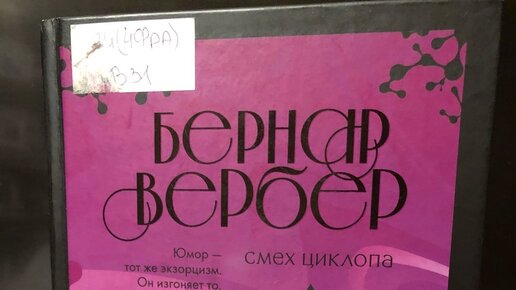 84(4ФРА)
В31
БЕРНАР
ВЕРБЕР
Юмор —
тот же экзорцизм.
Он изгоняет то,
смех циклопа